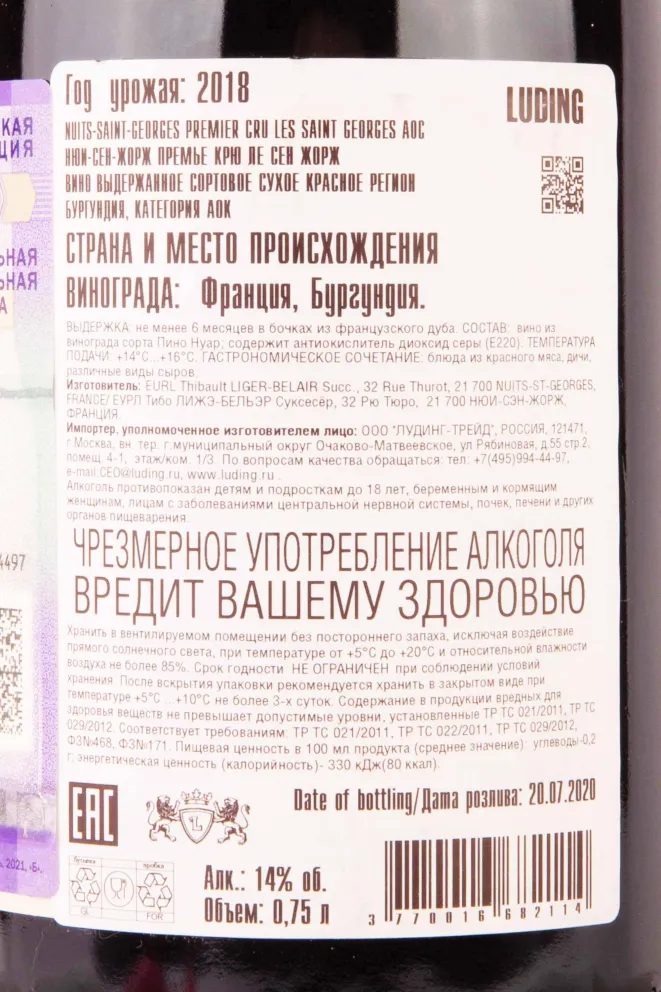 Год урожая: 2018
LUDING
NUITS-SAINT-GEORGES PREMIER CRU LES SAINT GEORGES AOC
НЮИ-СЕН-ЖОРЖ ПРЕМЬЕ КРЮ ЛЕ СЕН ЖОРЖ
ВИНО ВЫДЕРЖАННОЕ СОРТОВОЕ СУХОЕ КРАСНОЕ РЕГИОН
БУРГУНДИЯ, КАТЕГОРИЯ АОК
СТРАНА И МЕСТО ПРОИСХОЖДЕНИЯ
ВИНОГРАДА: Франция, Бургундия.
ВЫДЕРЖКА: не менее 6 месяцев в бочках из французского дуба. СОСТАВ: вино из
винограда сорта Пино Нуар; содержит антиокислитель диоксид серы (Е220). ТЕМПЕРАТУРА
ПОДАЧИ: +14°C...+16°C. ГАСТРОНОМИЧЕСКОЕ СОЧЕТАНИЕ: блюда из красного мяса, дичи,
различные виды сыров.
Изготовитель: EURL Thibault LIGER-BELAIR Succ., 32 Rue Thurot, 21 700 NUITS-ST-GEORGES,
FRANCE/ ЕУРЛ Тибо ЛИЖЭ-БЕЛЬЭР Суксесёр, 32 Рю Тюро, 21 700 НЮИ-СЭН-ЖОРЖ,
ФРАНЦИЯ.
Импортер, уполномоченное изготовителем лицо: ООО "ЛУДИНГ-ТРЕЙД", РОССИЯ, 121471,
г.Москва, вн. тер. г.муниципальный округ Очаково-Матвеевское, ул Рябиновая, д.55 стр.2,
помещ. 4-1, этаж/ком. 1/3. По вопросам качества обращаться: тел. +7(495)994-44-97,
e-mail:CEO@luding.ru, www.luding.ru .
Алкоголь противопоказан детям и подросткам до 18 лет, беременным и кормящим
женщинам, лицам с заболеваниями центральной нервной системы, почек, печени и других
органов пищеварения.
ЧРЕЗМЕРНОЕ УПОТРЕБЛЕНИЕ АЛКОГОЛЯ
ВРЕДИТ ВАШЕМУ ЗДОРОВЬЮ
Хранить в вентилируемом помещении без постороннего запаха, исключая воздействие
прямого солнечного света, при температуре от +5°C до +20°C и относительной влажности
воздуха не более 85%. Срок годности НЕ ОГРАНИЧЕН при соблюдении условий
хранения. После вскрытия упаковки рекомендуется хранить в закрытом виде при
температуре +5°C ...+10°C не более 3-х суток. Содержание в продукции вредных для
здоровья веществ не превышает допустимые уровни, установленные ТР ТС 021/2011, ТР ТС
029/2012. Соответствует требованиям: ТР ТС 021/2011, ТР ТС 022/2011, ТР ТС 029/2012,
ФЗ№468, ФЗ№171. Пищевая ценность в 100 мл продукта (среднее значение): углеводы-0,2
г; энергетическая ценность (калорийность)- 330 кДж(80 ккал).
EAC
L
Date of bottling/Дата розлива: 20.07.2020
бутылка
пробка
GL
FOR
Алк.: 14% об.
Объем: 0,75 л
3 770016 682114
КАЯ
ЦИЯ
ЬНАЯ
ЬНАЯ
А
4497
, 2021, «Б».